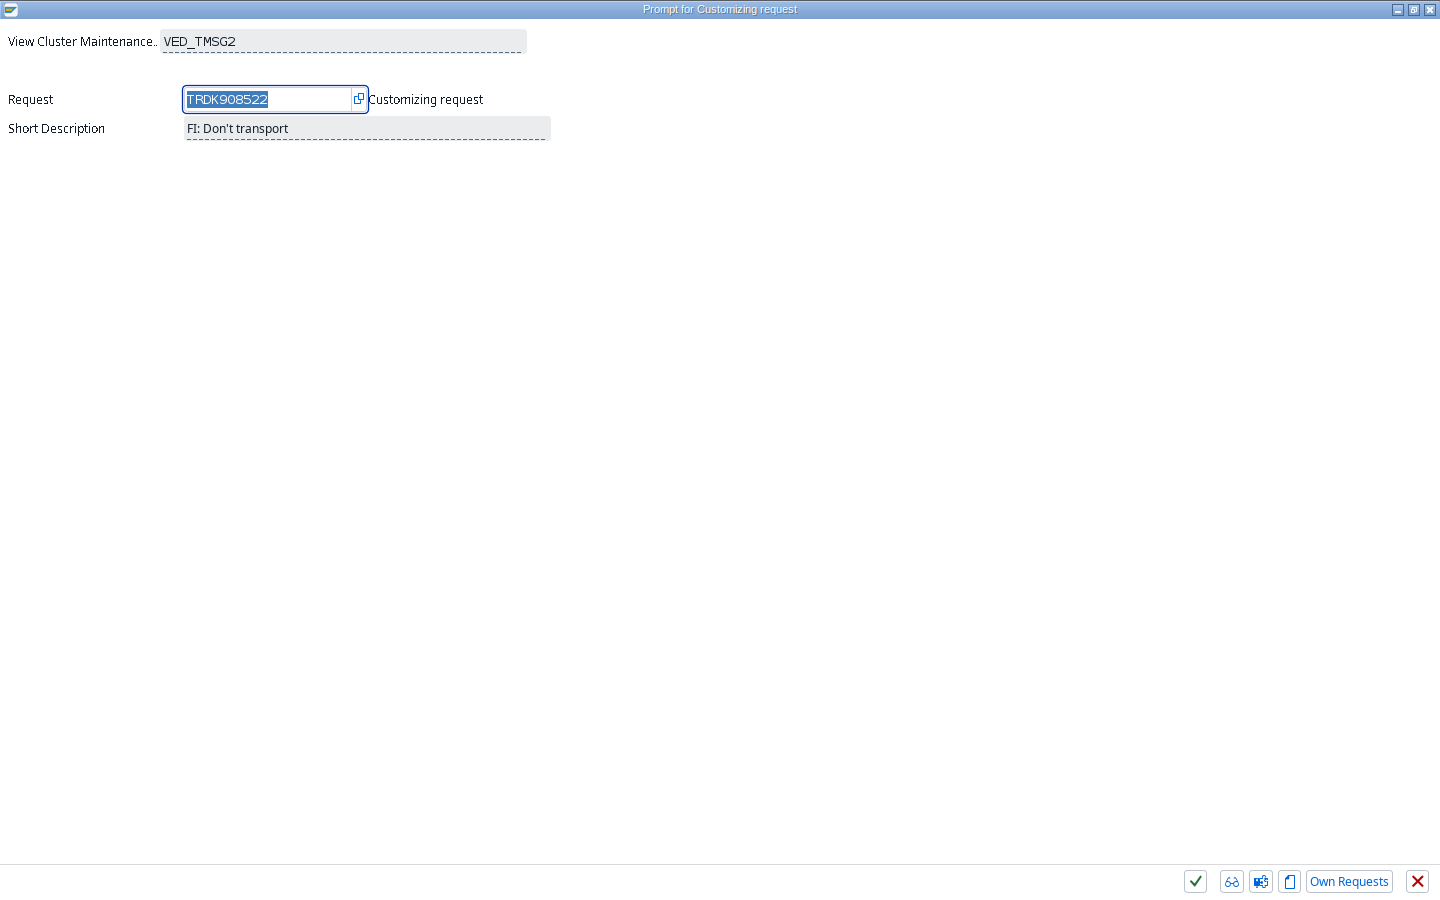 Prompt for Customizing request
View Cluster Maintenance.. VED_TMSG2
Request TRDK908522 Customizing request
Short Description FI: Don't transport
Own Requests